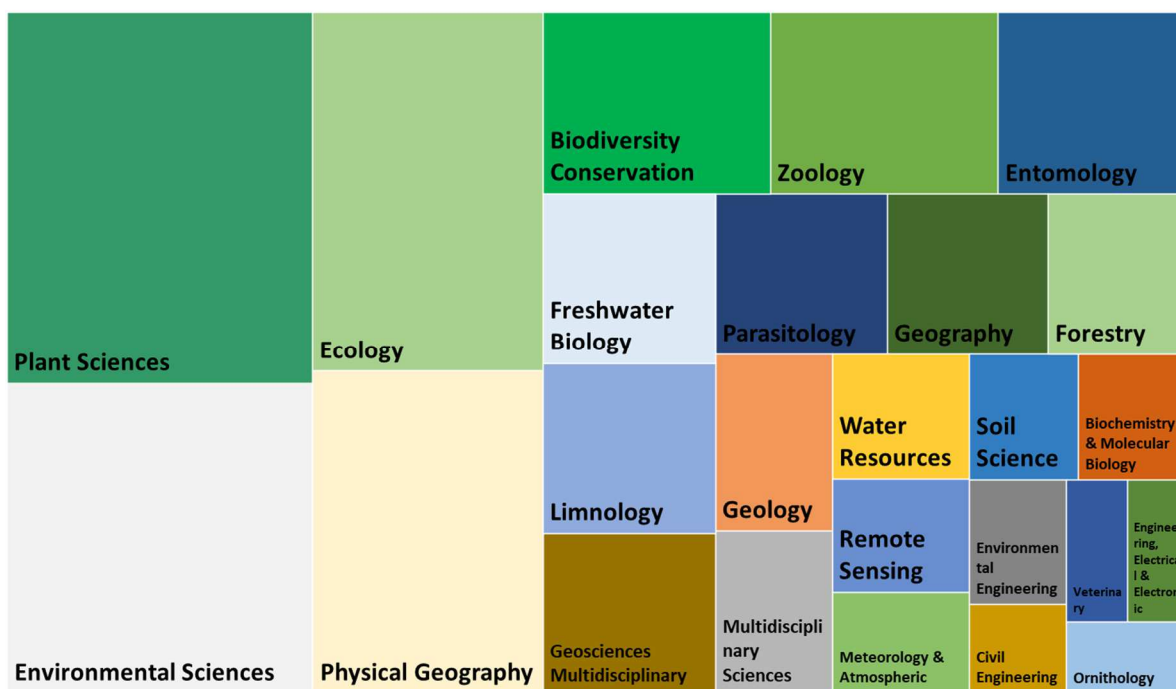 Plant Sciences
Environmental Sciences
Ecology
Physical Geography
Biodiversity
Conservation
Zoology
Entomology
Freshwater
Biology
Parasitology
Geography
Forestry
Limnology
Geosciences
Multidisciplinary
Geology
Multidiscipli
nary
Sciences
Water
Resources
Remote
Sensing
Meteorology &
Atmospheric
Soil
Science
Biochemistry
& Molecular
Biology
Environmen
tal
Engineering
Civil
Engineering
Veterina
ry
Enginee
ring,
Electrica
l &
Electron
ic
Ornithology